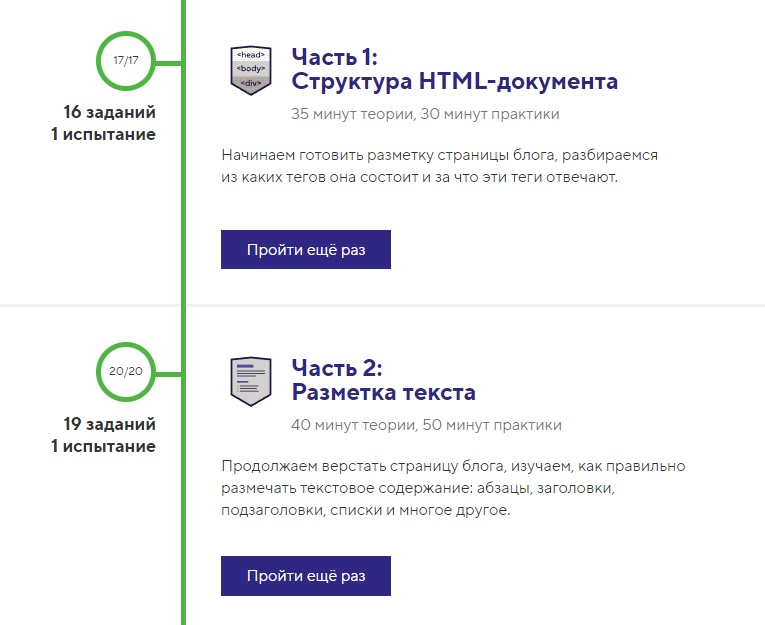 17/17
16 заданий
1 испытание
<head>
<body>
<div>
Часть 1:
Структура HTML-документа
35 минут теории, 30 минут практики
Начинаем готовить разметку страницы блога, разбираемся
из каких тегов она состоит и за что эти теги отвечают.
Пройти ещё раз
20/20
19 заданий
1 испытание
Часть 2:
Разметка текста
40 минут теории, 50 минут практики
Продолжаем верстать страницу блога, изучаем, как правильно
размечать текстовое содержание: абзацы, заголовки,
подзаголовки, списки и многое другое.
Пройти ещё раз